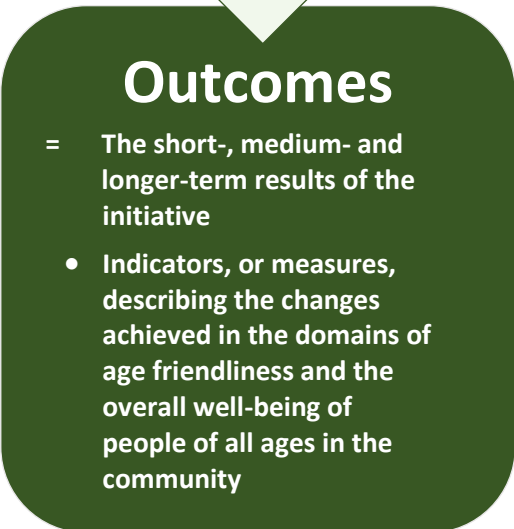 Outcomes
= The short-, medium- and
longer-term results of the
initiative
• Indicators, or measures,
describing the changes
achieved in the domains of
age friendliness and the
overall well-being of
people of all ages in the
community